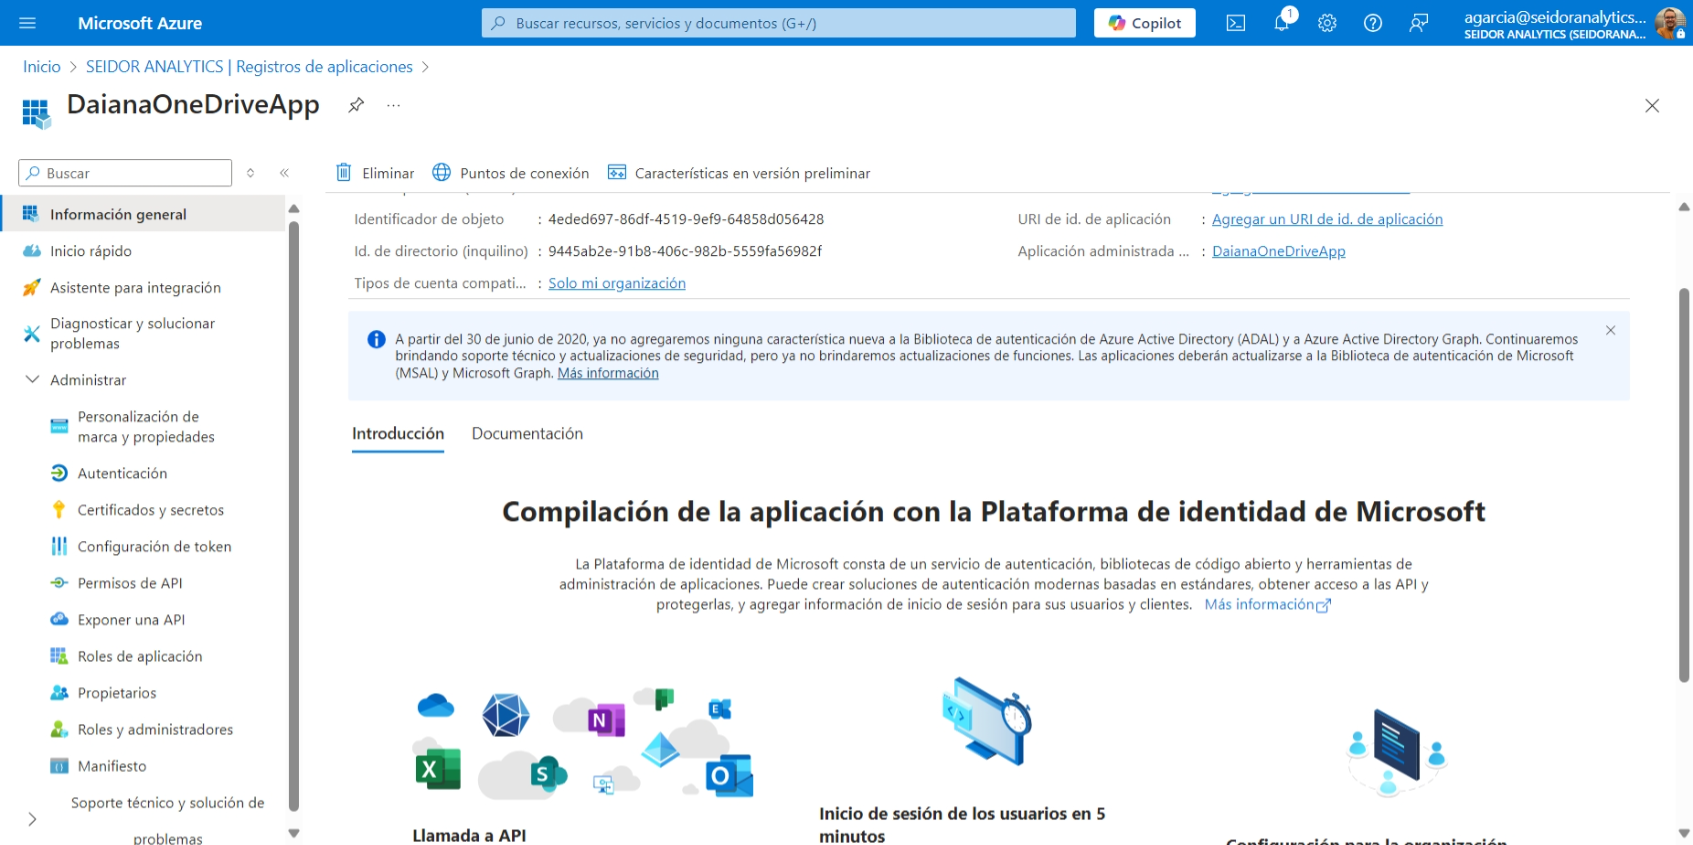 Microsoft Azure
Buscar recursos, servicios y documentos (G+/)
Copilot
1
agarcia@seidoranalytics...
SEIDOR ANALYTICS (SEIDORANA...
Inicio > SEIDOR ANALYTICS | Registros de aplicaciones >
DaianaOneDriveApp
Buscar
Eliminar
Puntos de conexión
Características en versión preliminar
Información general
Inicio rápido
Asistente para integración
Diagnosticar y solucionar
problemas
Administrar
Personalización de
marca y propiedades
Autenticación
Certificados y secretos
Configuración de token
Permisos de API
Exponer una API
Roles de aplicación
Propietarios
Roles y administradores
Manifiesto
Soporte técnico y solución de
problemas
Identificador de objeto : 4eded697-86df-4519-9ef9-64858d056428
URI de id. de aplicación : Agregar un URI de id. de aplicación
Id. de directorio (inquilino) : 9445ab2e-91b8-406c-982b-5559fa56982f
Aplicación administrada ... : DaianaOneDriveApp
Tipos de cuenta compati... : Solo mi organización
A partir del 30 de junio de 2020, ya no agregaremos ninguna característica nueva a la Biblioteca de autenticación de Azure Active Directory (ADAL) y a Azure Active Directory Graph. Continuaremos
brindando soporte técnico y actualizaciones de seguridad, pero ya no brindaremos actualizaciones de funciones. Las aplicaciones deberán actualizarse a la Biblioteca de autenticación de Microsoft
(MSAL) y Microsoft Graph. Más información
Introducción
Documentación
Compilación de la aplicación con la Plataforma de identidad de Microsoft
La Plataforma de identidad de Microsoft consta de un servicio de autenticación, bibliotecas de código abierto y herramientas de
administración de aplicaciones. Puede crear soluciones de autenticación modernas basadas en estándares, obtener acceso a las API y
protegerlas, y agregar información de inicio de sesión para sus usuarios y clientes. Más información
N
E
X
S
O
Llamada a API
Inicio de sesión de los usuarios en 5
minutos
Configuración para la organización